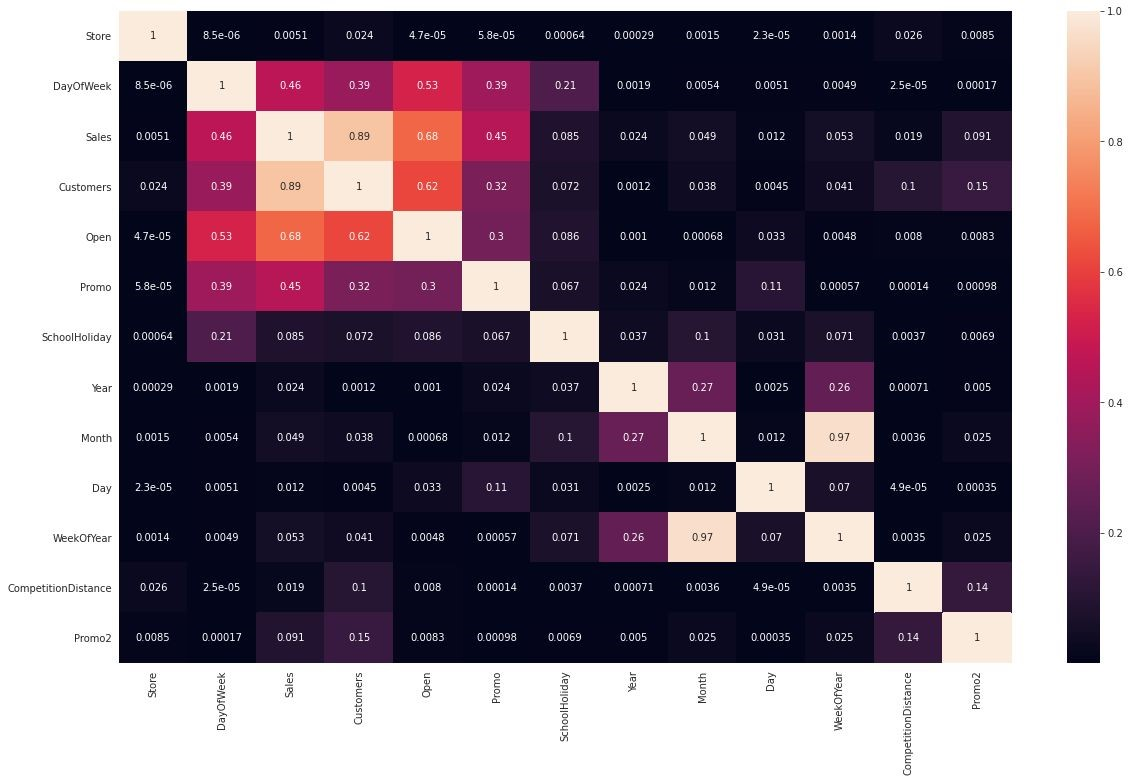 Store 1 8.5e-06 0.0051 0.024 4.7e-05 5.8e-05 0.00064 0.00029 0.0015 2.3e-05 0.0014 0.026 0.0085
DayOfWeek 8.5e-06 1 0.46 0.39 0.53 0.39 0.21 0.0019 0.0054 0.0051 0.0049 2.5e-05 0.00017
Sales 0.0051 0.46 1 0.89 0.68 0.45 0.085 0.024 0.049 0.012 0.053 0.019 0.091
Customers 0.024 0.39 0.89 1 0.62 0.32 0.072 0.0012 0.038 0.0045 0.041 0.1 0.15
Open 4.7e-05 0.53 0.68 0.62 1 0.3 0.086 0.001 0.00068 0.033 0.0048 0.008 0.0083
Promo 5.8e-05 0.39 0.45 0.32 0.3 1 0.067 0.024 0.012 0.11 0.00057 0.00014 0.00098
SchoolHoliday 0.00064 0.21 0.085 0.072 0.086 0.067 1 0.037 0.1 0.031 0.071 0.0037 0.0069
Year 0.00029 0.0019 0.024 0.0012 0.001 0.024 0.037 1 0.27 0.0025 0.26 0.00071 0.005
Month 0.0015 0.0054 0.049 0.038 0.00068 0.012 0.1 0.27 1 0.012 0.97 0.0036 0.025
Day 2.3e-05 0.0051 0.012 0.0045 0.033 0.11 0.031 0.0025 0.012 1 0.07 4.9e-05 0.00035
WeekOfYear 0.0014 0.0049 0.053 0.041 0.0048 0.00057 0.071 0.26 0.97 0.07 1 0.0035 0.025
CompetitionDistance 0.026 2.5e-05 0.019 0.1 0.008 0.00014 0.0037 0.00071 0.0036 4.9e-05 0.0035 1 0.14
Promo2 0.0085 0.00017 0.091 0.15 0.0083 0.00098 0.0069 0.005 0.025 0.00035 0.025 0.14 1
Store DayOfWeek Sales Customers Open Promo SchoolHoliday Year Month Day WeekOfYear CompetitionDistance Promo2
1.0
0.8
0.6
0.4
0.2